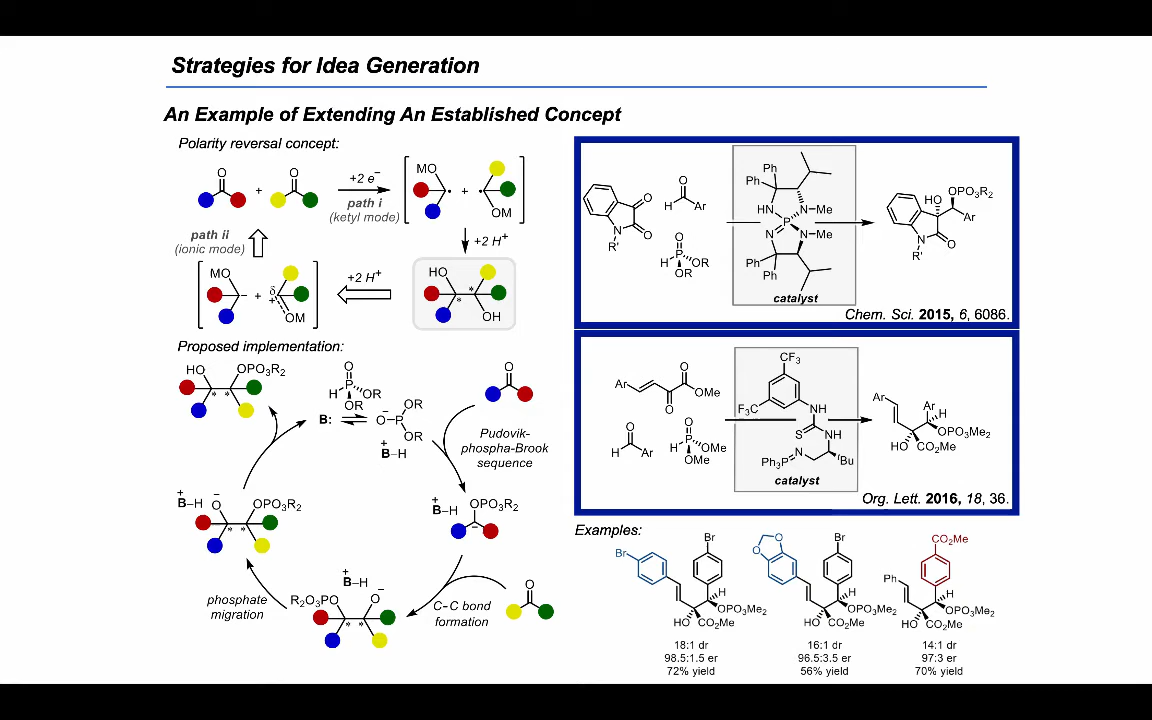 Strategies for Idea Generation
An Example of Extending An Established Concept
Polarity reversal concept:
O
+
O
+2 e−
path i
(ketyl mode)
MO
•
+
•
OM
path ii
(ionic mode)
+2 H+
MO
−
+
δ
+
OM
+2 H+
HO
*
*
OH
Proposed implementation:
HO
OPO3R2
* *
O
H P OR
OR
B:
−
O P OR
OR
+
B–H
O
Pudovik-
phospha-Brook
sequence
+
B–H
OPO3R2
−
+
B–H
−
O
OPO3R2
* *
phosphate
migration
+
B–H
R2O3PO
O −
* *
C–C bond
formation
O
Ph
Ph
HN
N Me
P
N
N Me
Ph
Ph
catalyst
O
O
N
R'
O
H Ar
O
H P OR
OR
HO
OPO3R2
Ar
O
N
R'
Chem. Sci. 2015, 6, 6086.
Ar
O
OMe
O
O
H Ar
O
H P OMe
OMe
CF3
F3C
NH
S
NH
Ph3P=N
tBu
catalyst
Ar
Ar
H
OPO3Me2
HO
CO2Me
Org. Lett. 2016, 18, 36.
Examples:
Br
Br
H
OPO3Me2
HO
CO2Me
18:1 dr
98.5:1.5 er
72% yield
O
O
Br
H
OPO3Me2
HO
CO2Me
16:1 dr
96.5:3.5 er
56% yield
CO2Me
Ph
H
OPO3Me2
HO
CO2Me
14:1 dr
97:3 er
70% yield